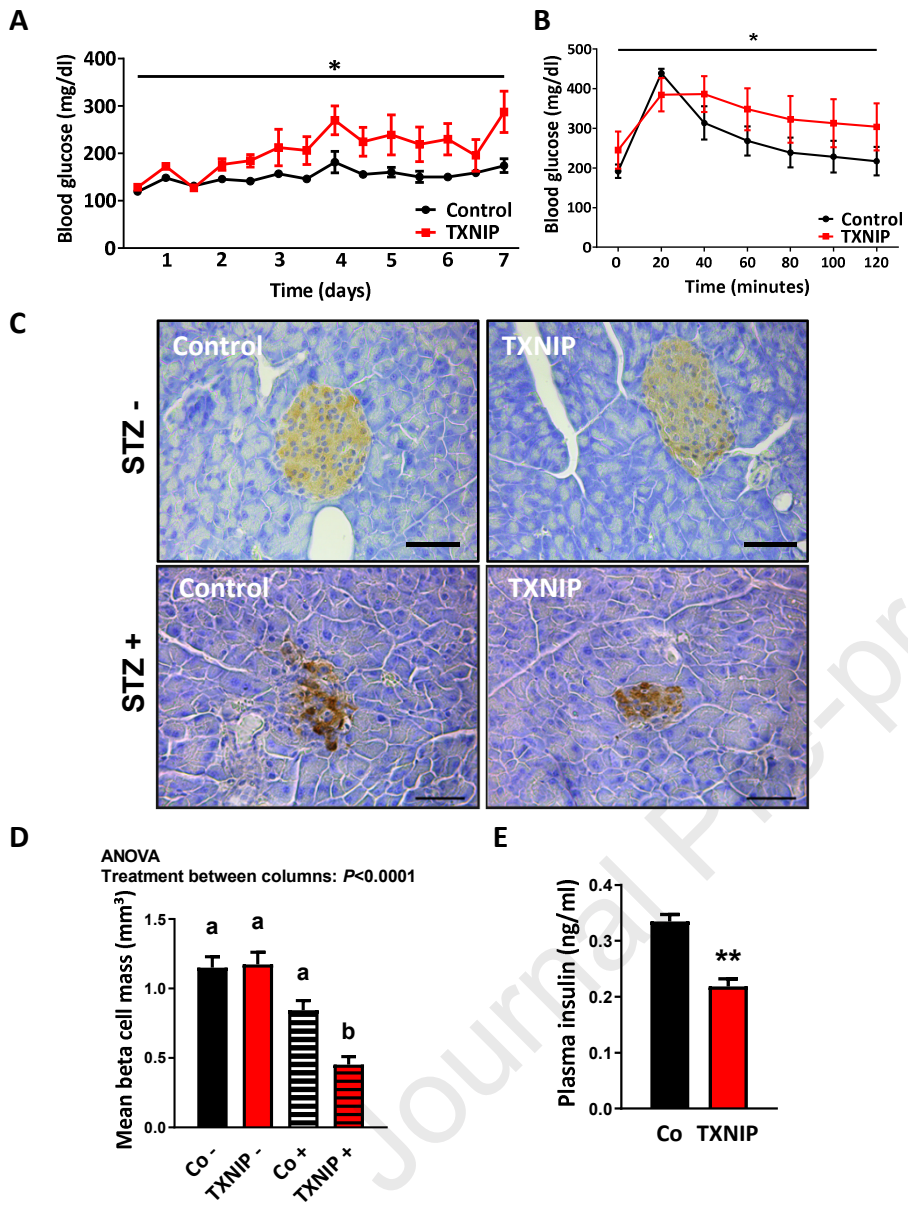 A
*
Blood glucose (mg/dl)
400
300
200
100
0
Control
TXNIP
1 2 3 4 5 6 7
Time (days)
B
*
Blood glucose (mg/dl)
500
400
300
200
100
0
Control
TXNIP
0 20 40 60 80 100 120
Time (minutes)
C
STZ -
Control
TXNIP
STZ +
Control
TXNIP
D
ANOVA
Treatment between columns: P<0.0001
Mean beta cell mass (mm³)
1.5
1.0
0.5
0.0
a a a b
Co - TXNIP - Co + TXNIP +
E
Plasma insulin (ng/ml)
0.4
0.3
0.2
0.1
0.0
**
Co TXNIP
Journal Pre-pr